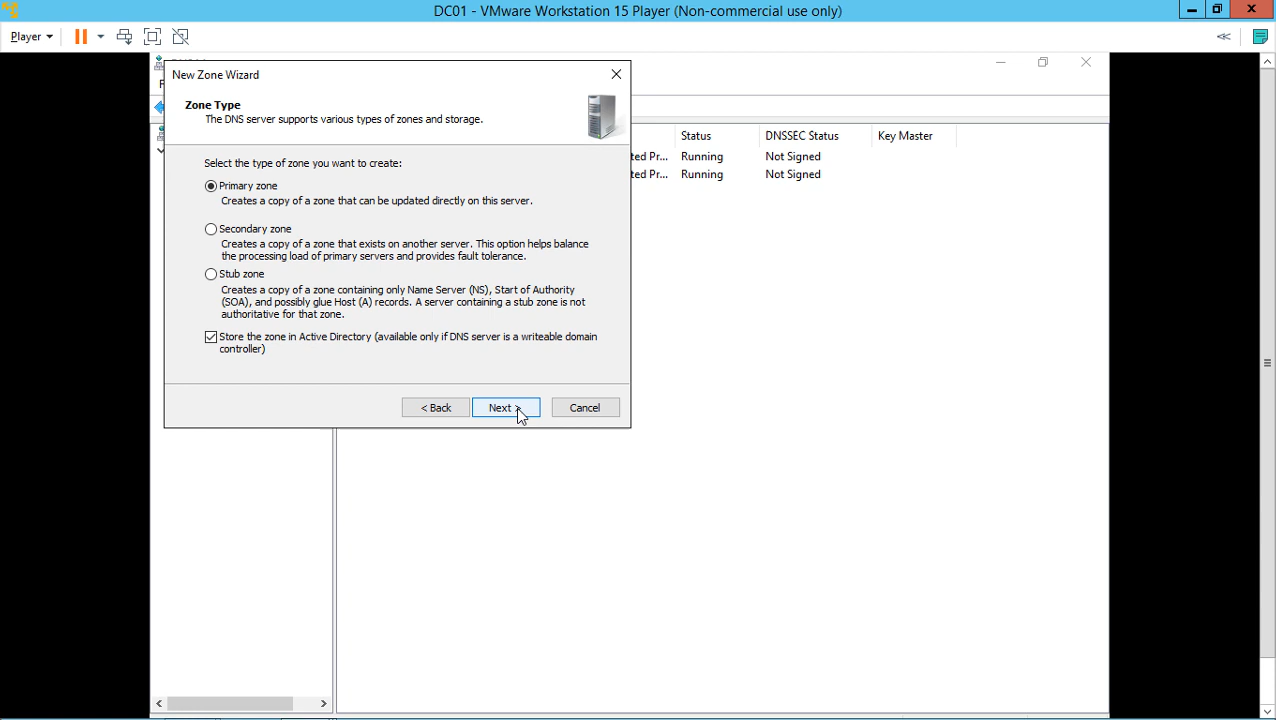 DC01 - VMware Workstation 15 Player (Non-commercial use only)
Player
New Zone Wizard
Zone Type
The DNS server supports various types of zones and storage.
Status DNSSEC Status Key Master
ted Pr... Running Not Signed
ted Pr... Running Not Signed
Select the type of zone you want to create:
Primary zone
Creates a copy of a zone that can be updated directly on this server.
Secondary zone
Creates a copy of a zone that exists on another server. This option helps balance
the processing load of primary servers and provides fault tolerance.
Stub zone
Creates a copy of a zone containing only Name Server (NS), Start of Authority
(SOA), and possibly glue Host (A) records. A server containing a stub zone is not
authoritative for that zone.
Store the zone in Active Directory (available only if DNS server is a writeable domain
controller)
< Back Next > Cancel